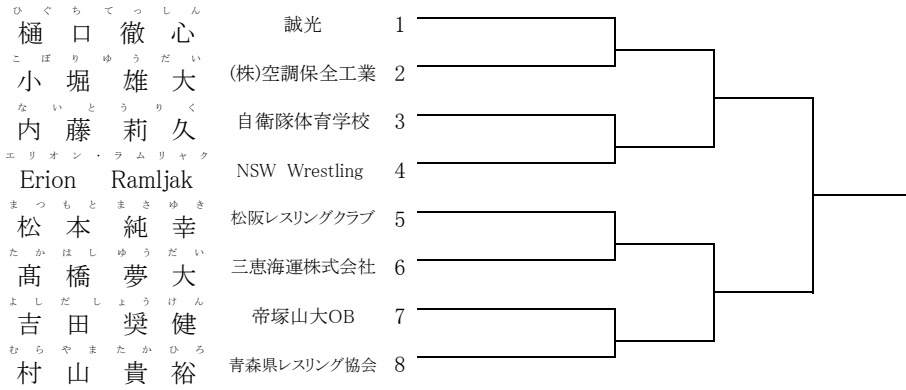 ひぐち てっしん
樋口 徹心 誠光 1
こぼり ゆうだい
小堀 雄大 (株)空調保全工業 2
ないとう りく
内藤 莉久 自衛隊体育学校 3
エリオン・ラムリャク
Erion Ramljak NSW Wrestling 4
まつもと まさゆき
松本 純幸 松阪レスリングクラブ 5
たかはし ゆうだい
髙橋 夢大 三恵海運株式会社 6
よしだ しょうけん
吉田 奨健 帝塚山大OB 7
むらやま たかひろ
村山 貴裕 青森県レスリング協会 8